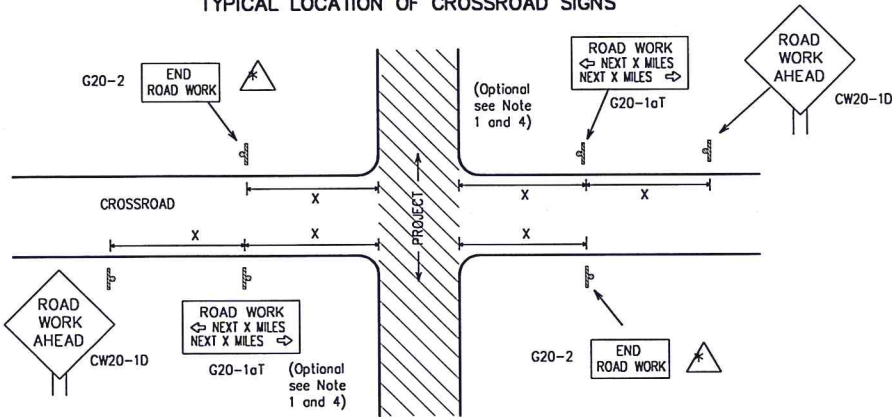 TYPICAL LOCATION OF CROSSROAD SIGNS
G20-2
END
ROAD WORK
*
(Optional
see Note
1 and 4)
ROAD WORK
⇦ NEXT X MILES
NEXT X MILES ⇨
G20-1aT
ROAD
WORK
AHEAD
CW20-1D
X
X
X
CROSSROAD
PROJECT
X
X
X
ROAD
WORK
AHEAD
CW20-1D
ROAD WORK
⇦ NEXT X MILES
NEXT X MILES ⇨
G20-1aT
(Optional
see Note
1 and 4)
G20-2
END
ROAD WORK
*